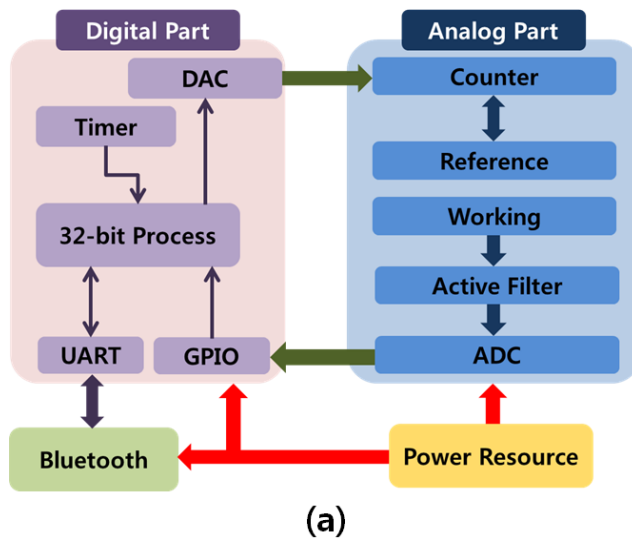 Digital Part
Analog Part
DAC
Counter
Timer
Reference
32-bit Process
Working
Active Filter
UART
GPIO
ADC
Bluetooth
Power Resource
(a)